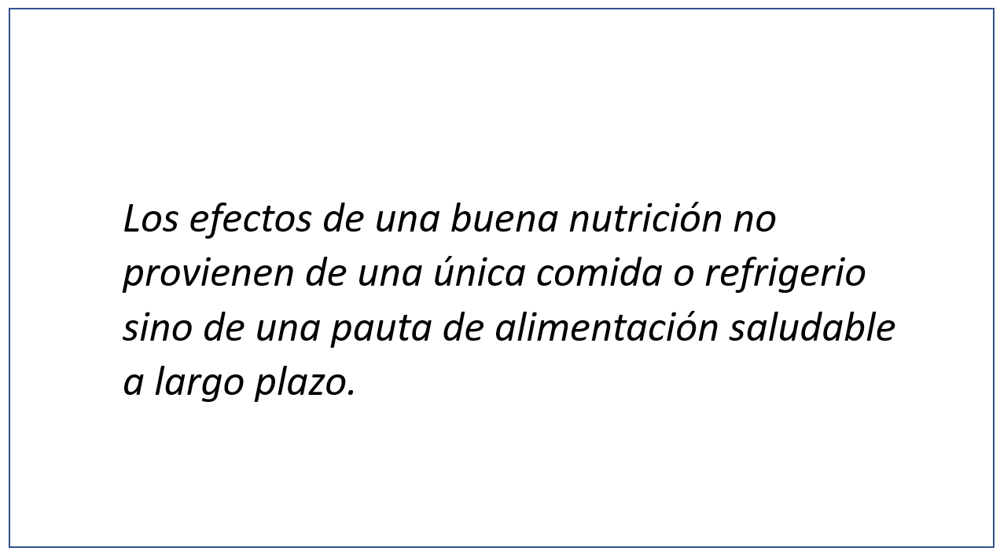 Los efectos de una buena nutrición no
provienen de una única comida o refrigerio
sino de una pauta de alimentación saludable
a largo plazo.